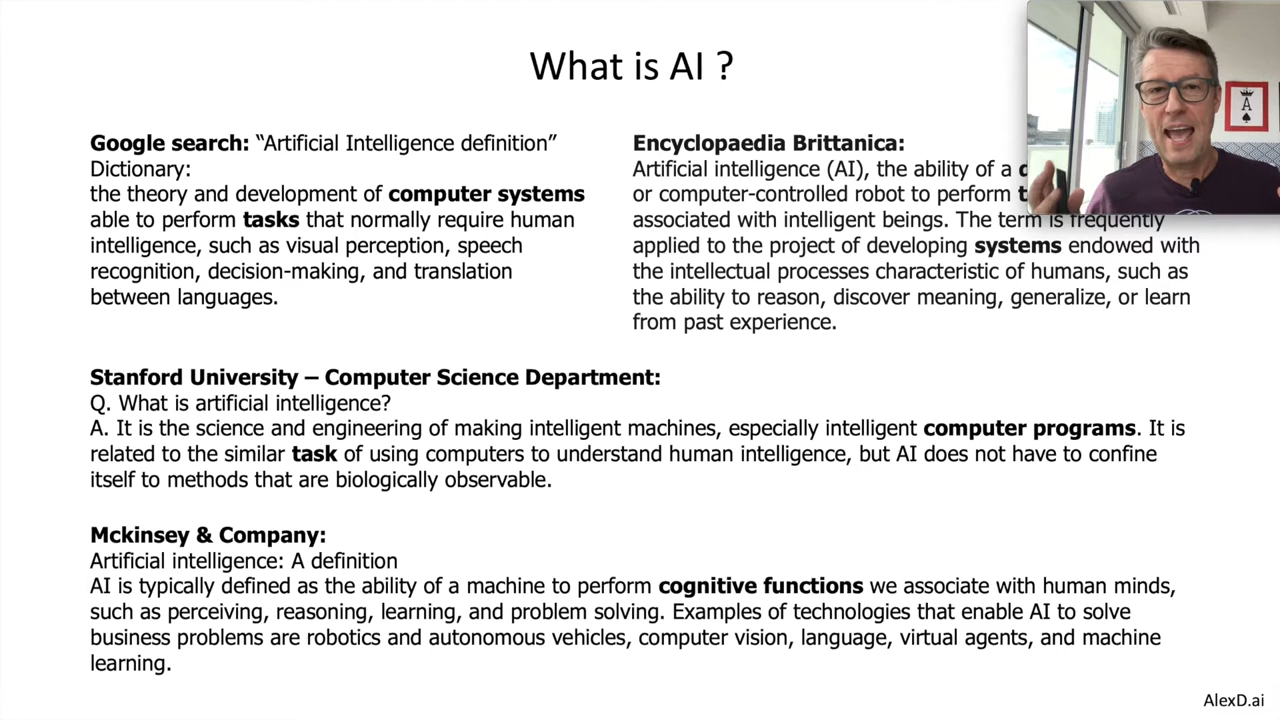 What is AI ?
Google search: “Artificial Intelligence definition”
Dictionary:
the theory and development of computer systems
able to perform tasks that normally require human
intelligence, such as visual perception, speech
recognition, decision-making, and translation
between languages.
Encyclopaedia Brittanica:
Artificial intelligence (AI), the ability of a
or computer-controlled robot to perform
associated with intelligent beings. The term is frequently
applied to the project of developing systems endowed with
the intellectual processes characteristic of humans, such as
the ability to reason, discover meaning, generalize, or learn
from past experience.
Stanford University – Computer Science Department:
Q. What is artificial intelligence?
A. It is the science and engineering of making intelligent machines, especially intelligent computer programs. It is
related to the similar task of using computers to understand human intelligence, but AI does not have to confine
itself to methods that are biologically observable.
Mckinsey & Company:
Artificial intelligence: A definition
AI is typically defined as the ability of a machine to perform cognitive functions we associate with human minds,
such as perceiving, reasoning, learning, and problem solving. Examples of technologies that enable AI to solve
business problems are robotics and autonomous vehicles, computer vision, language, virtual agents, and machine
learning.
A
AlexD.ai